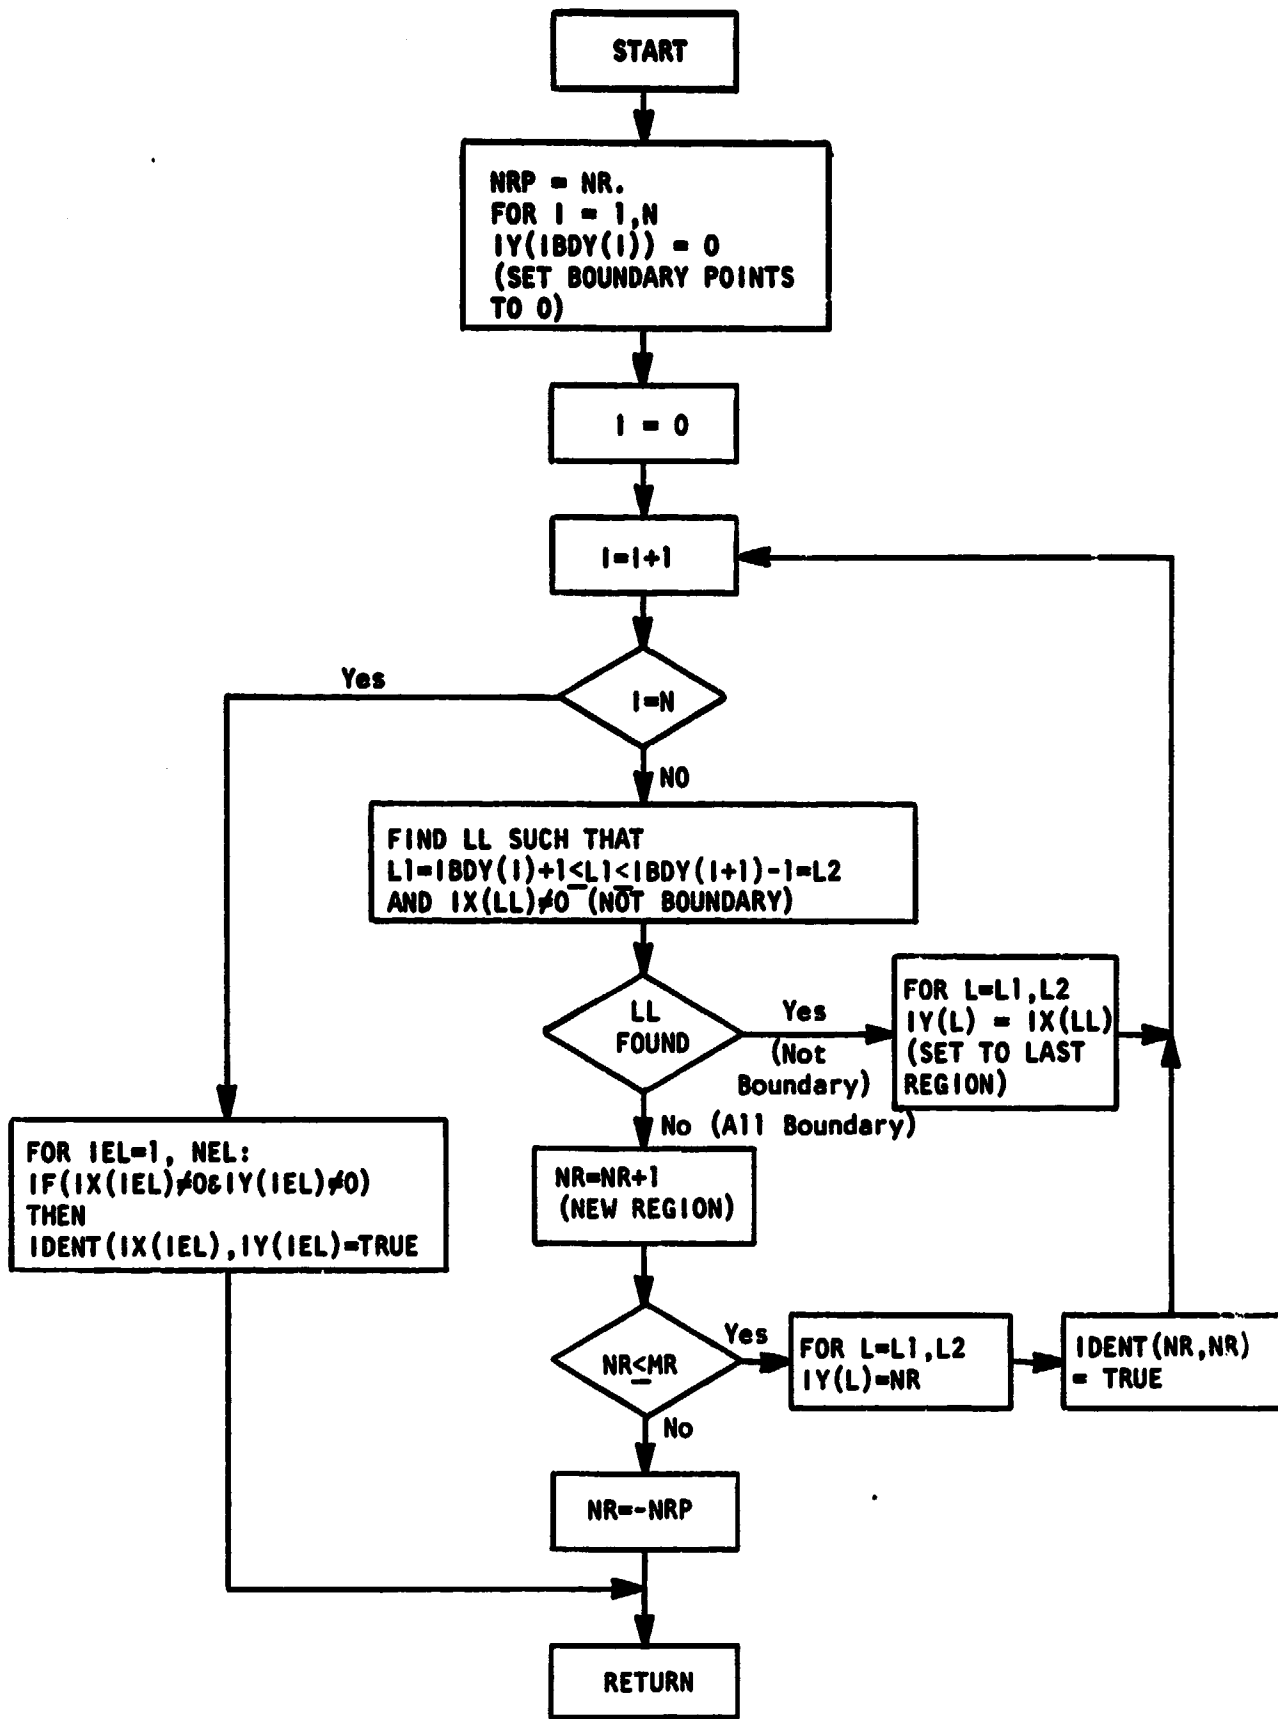 START
NRP = NR.
FOR I = 1,N
IY(IBDY(I)) = 0
(SET BOUNDARY POINTS
TO 0)
I = 0
I=I+1
I=N
Yes
NO
FIND LL SUCH THAT
L1=IBDY(I)+1≤L1≤IBDY(I+1)-1=L2
AND IX(LL)≠0 (NOT BOUNDARY)
LL
FOUND
Yes
(Not
Boundary)
FOR L=L1,L2
IY(L) = IX(LL)
(SET TO LAST
REGION)
No (All Boundary)
FOR IEL=1, NEL:
IF(IX(IEL)≠0&IY(IEL)≠0)
THEN
IDENT(IX(IEL),IY(IEL)=TRUE
NR=NR+1
(NEW REGION)
NR≤MR
Yes
FOR L=L1,L2
IY(L)=NR
IDENT(NR,NR)
= TRUE
No
NR=-NRP
RETURN